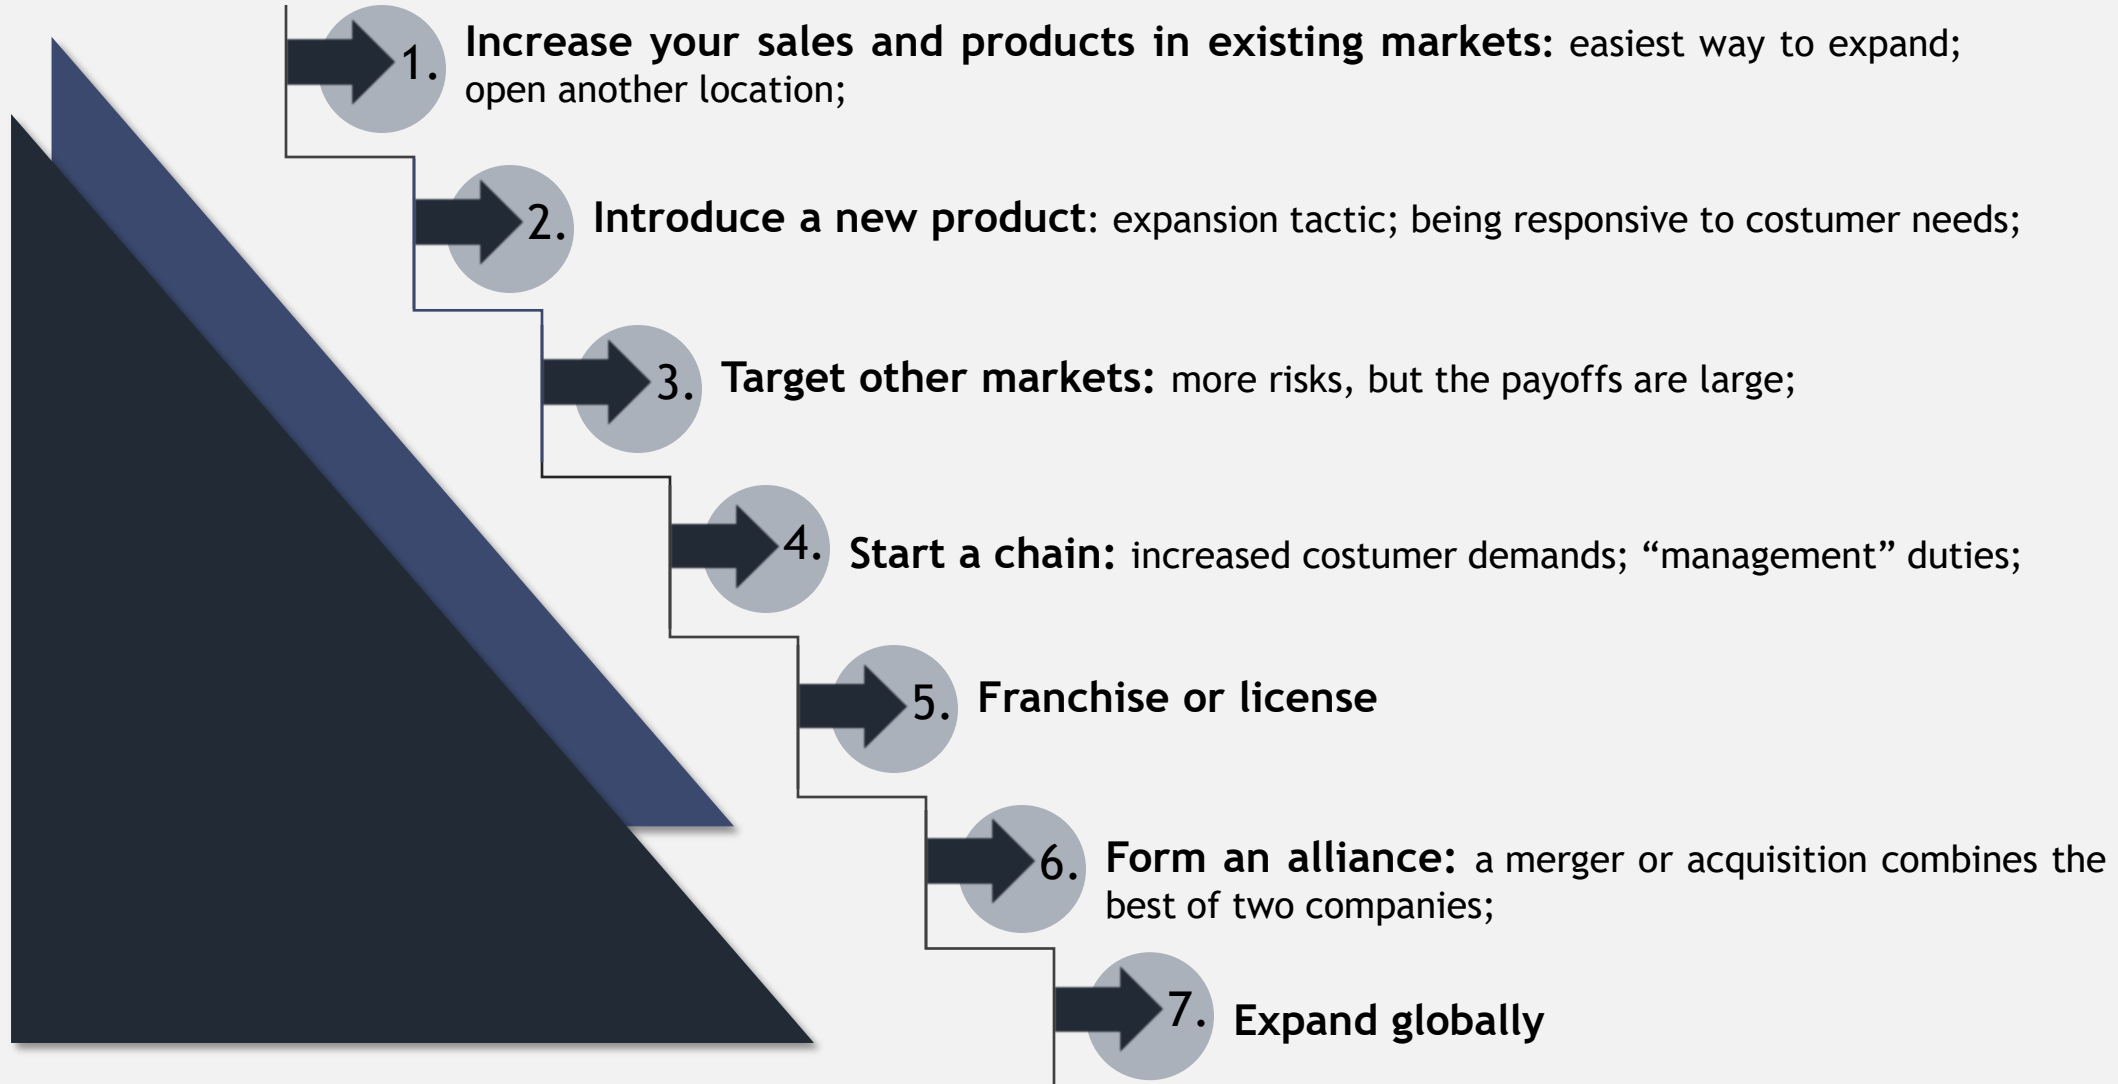 1. Increase your sales and products in existing markets: easiest way to expand;
open another location;
2. Introduce a new product: expansion tactic; being responsive to costumer needs;
3. Target other markets: more risks, but the payoffs are large;
4. Start a chain: increased costumer demands; “management” duties;
5. Franchise or license
6. Form an alliance: a merger or acquisition combines the
best of two companies;
7. Expand globally